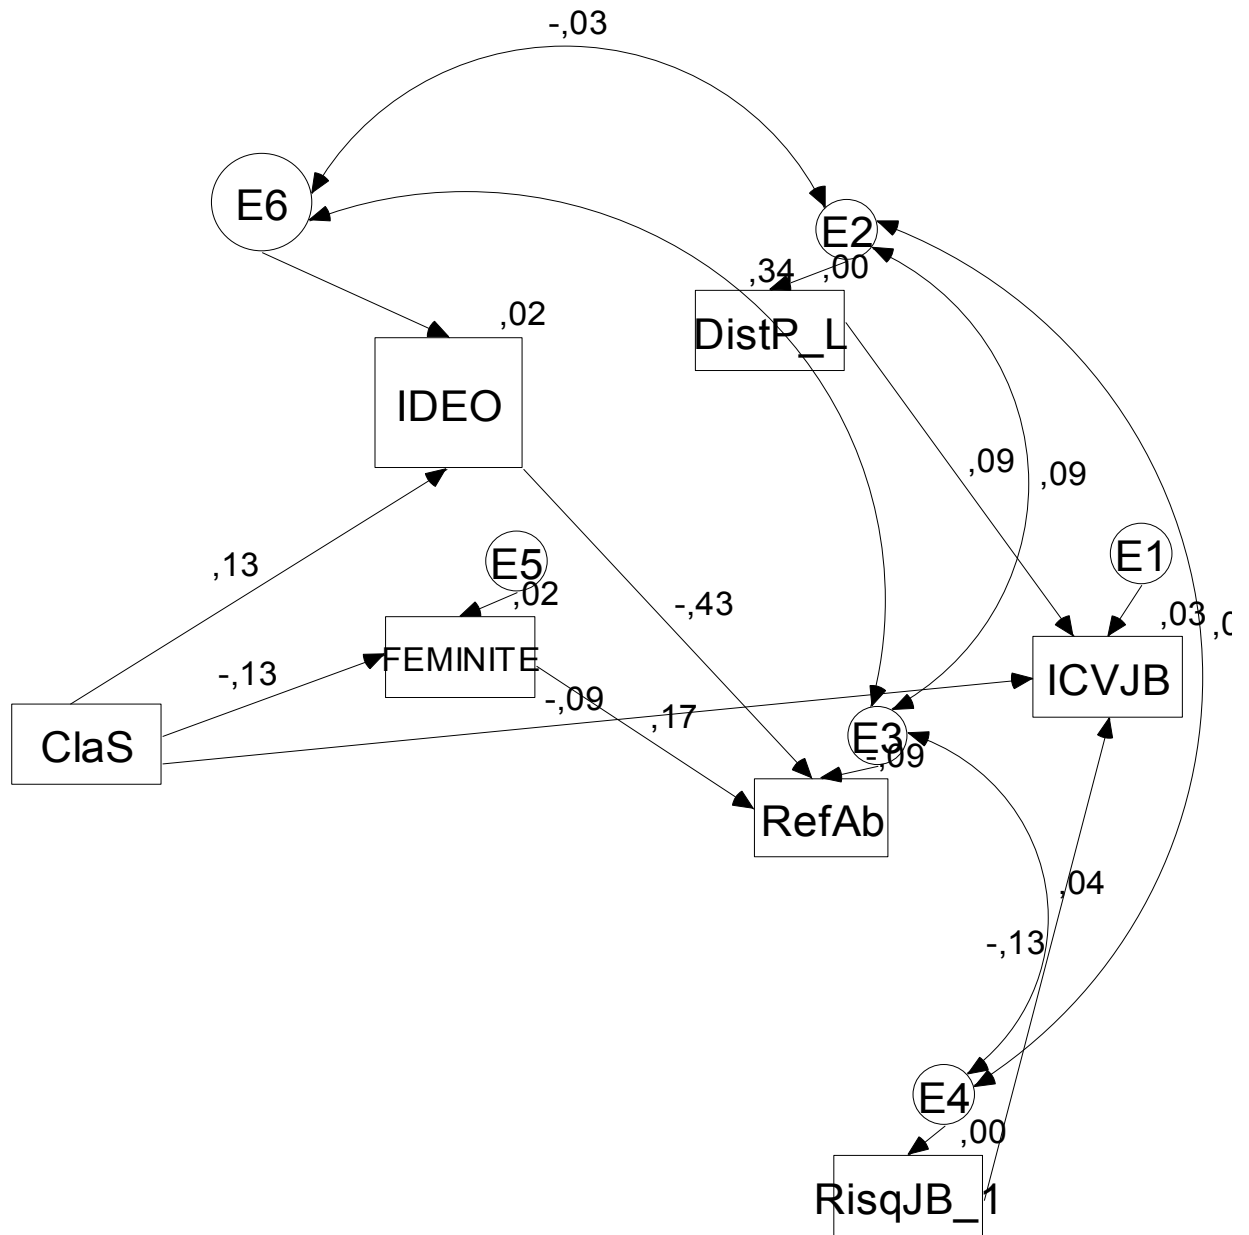 -,03
E6
E2
,34
,00
,02
DistP_L
IDEO
,09
,09
E1
E5
,13
,02
-,43
,03
FEMINITE
-,13
ICVJB
-,09
,17
ClaS
E3
-,09
RefAb
,04
-,13
E4
,00
RisqJB_1